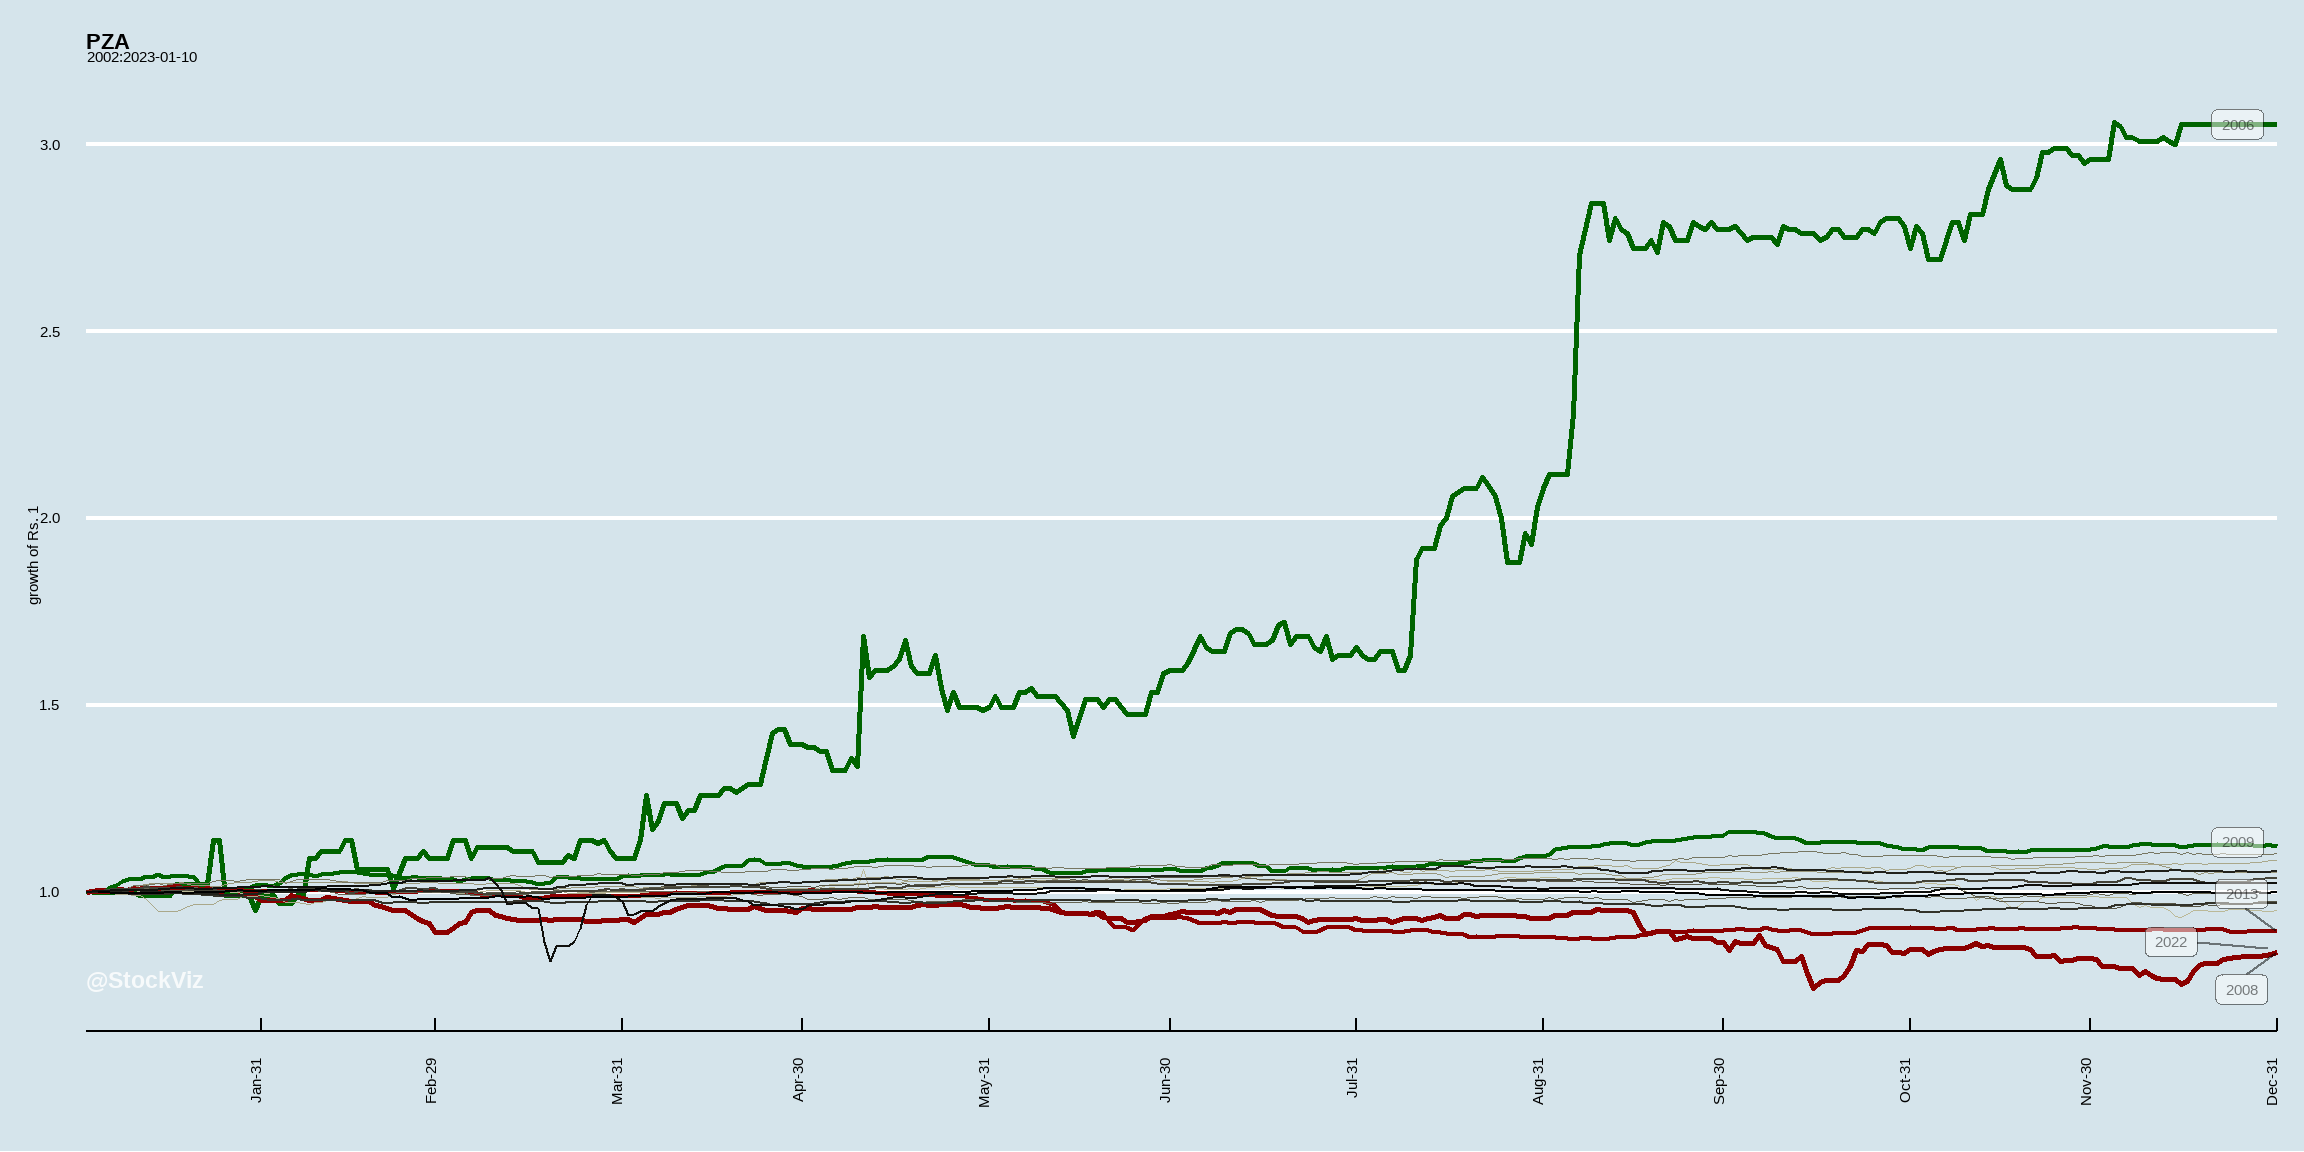 PZA
2002:2023-01-10
growth of Rs. 1
3.0
2.5
2.0
1.5
1.0
2006
2009
2013
2022
2008
@StockViz
Jan-31
Feb-29
Mar-31
Apr-30
May-31
Jun-30
Jul-31
Aug-31
Sep-30
Oct-31
Nov-30
Dec-31